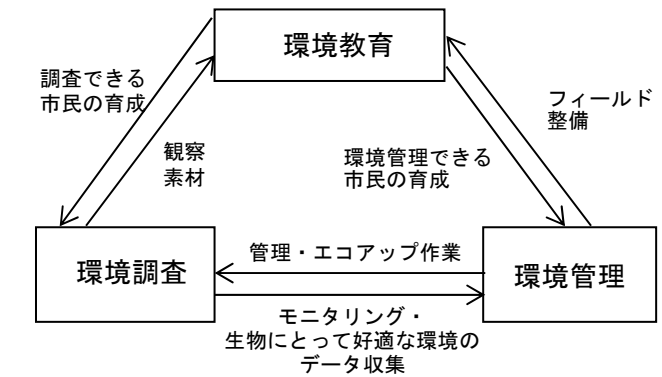 環境教育
調査できる
市民の育成
観察
素材
環境管理できる
市民の育成
フィールド
整備
環境調査
管理・エコアップ作業
環境管理
モニタリング・
生物にとって好適な環境の
データ収集